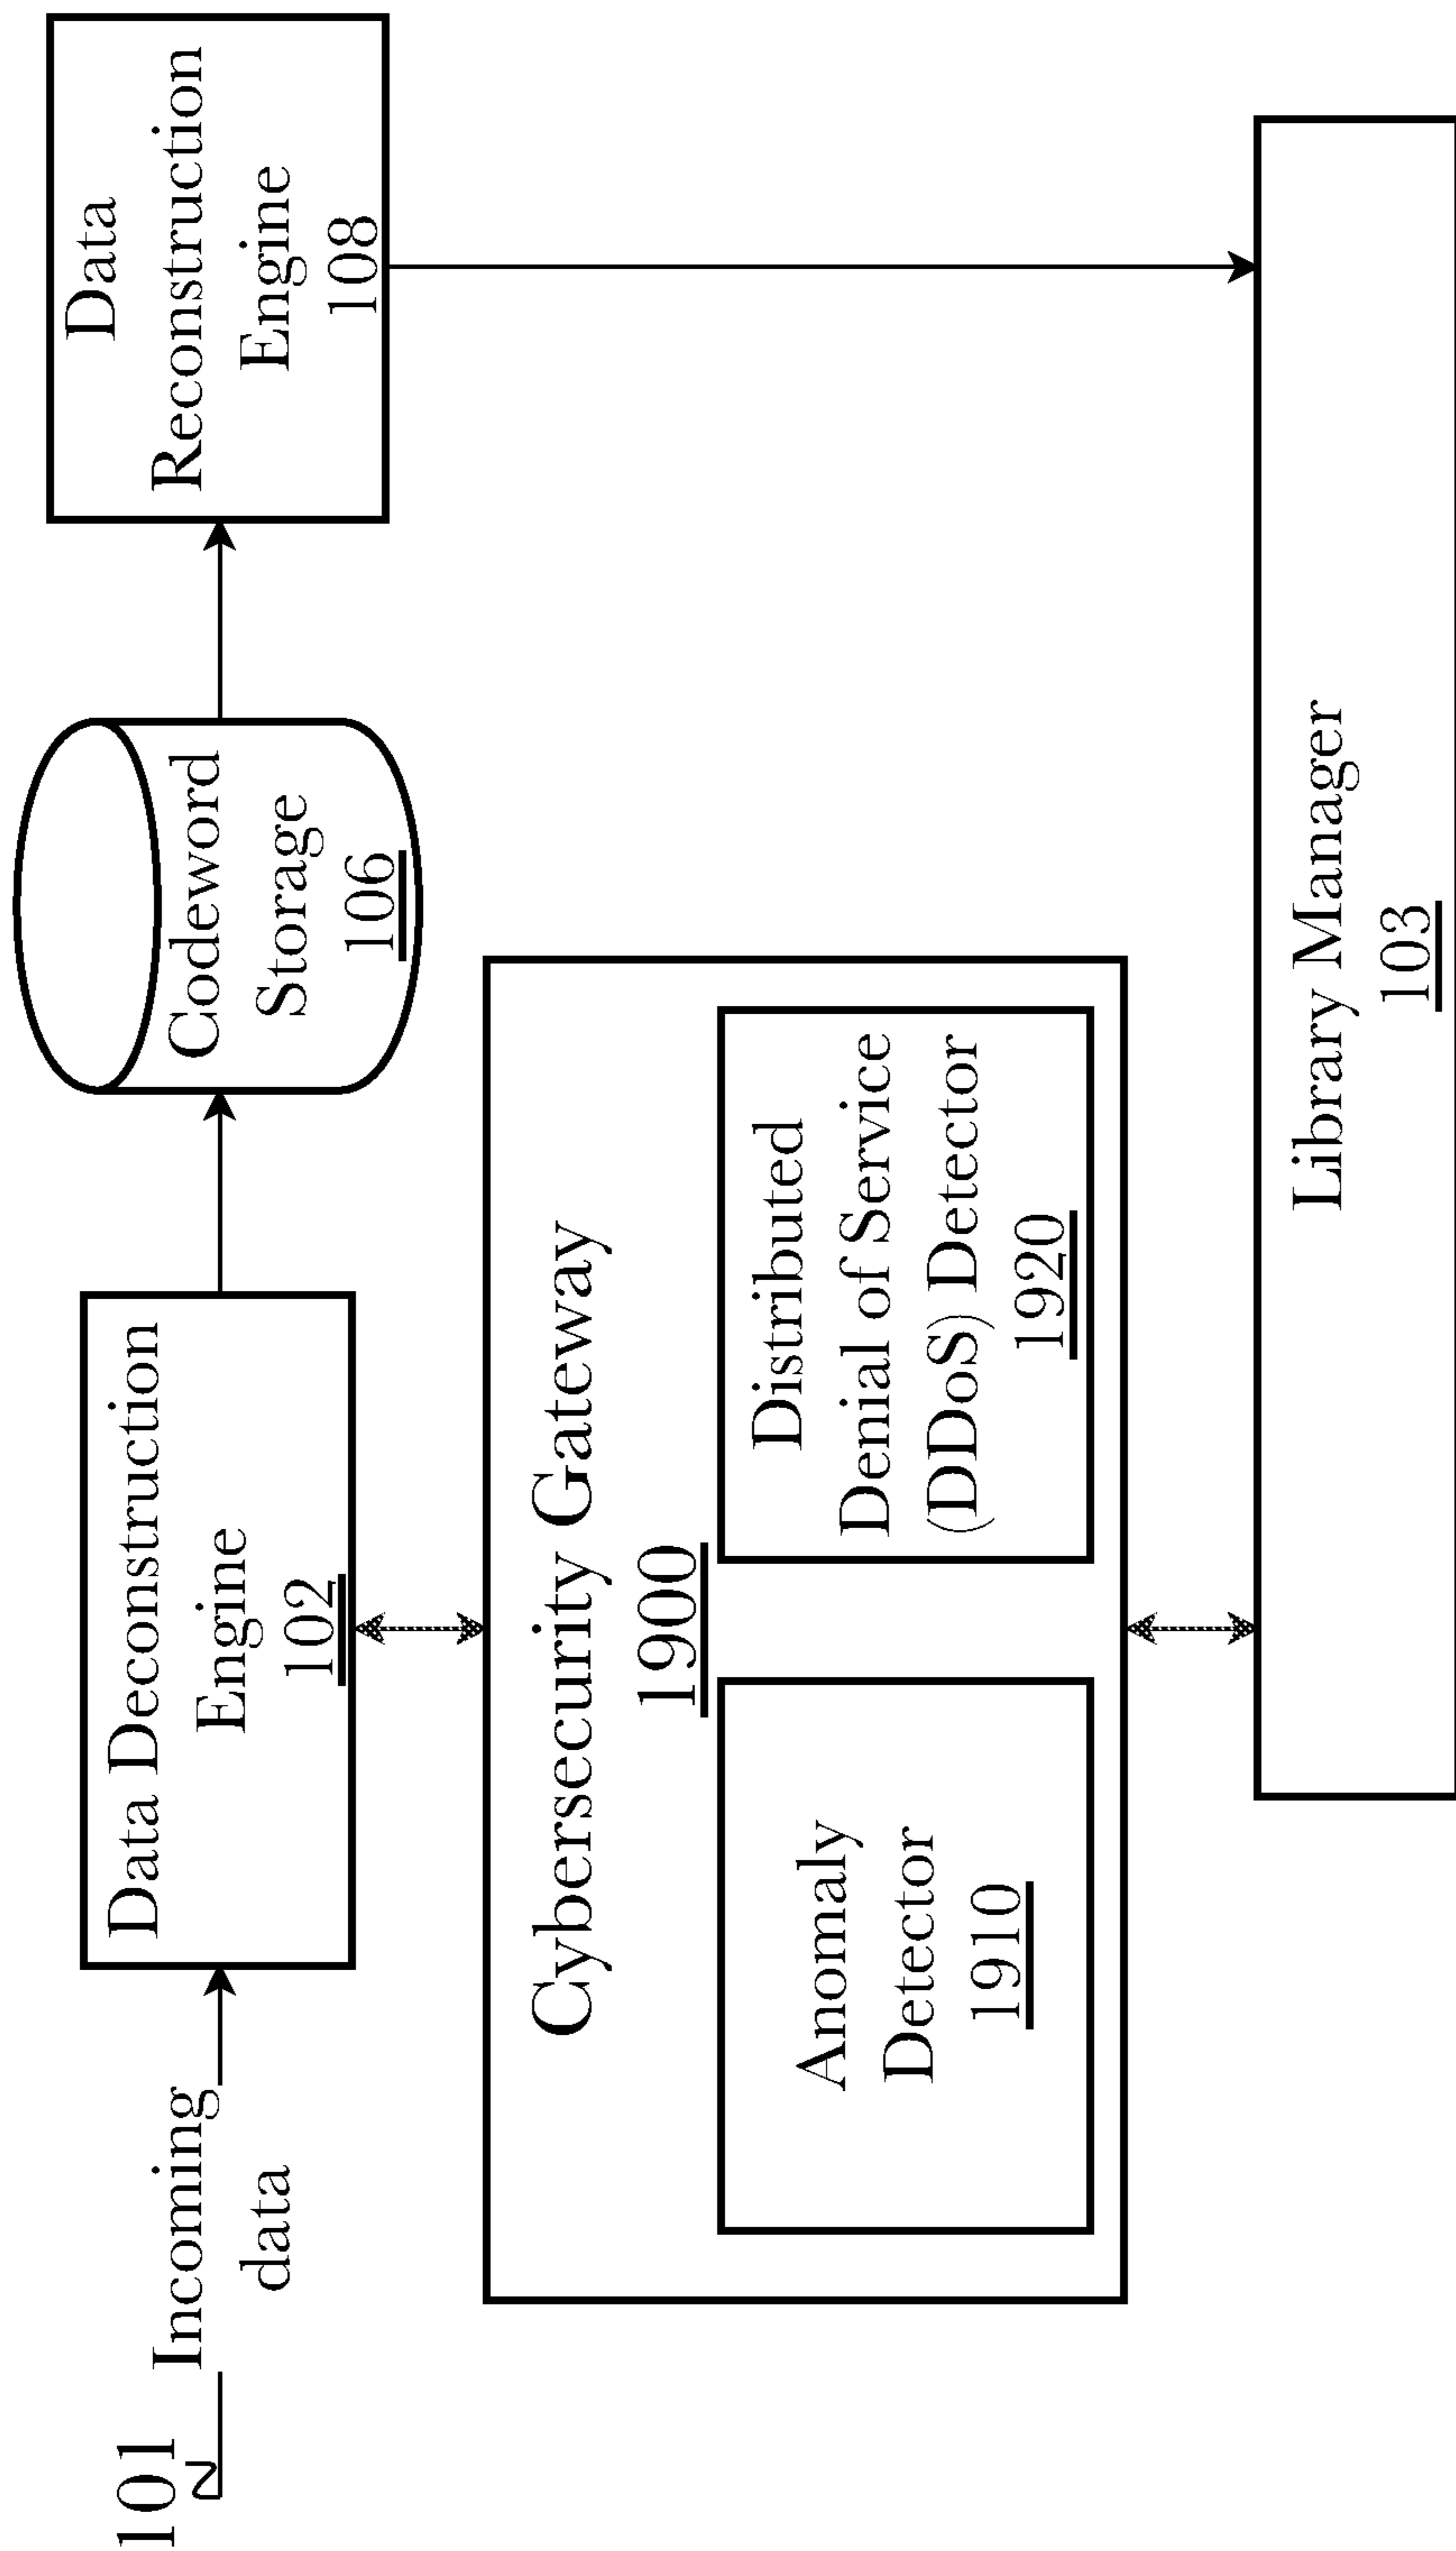 101
Incoming
data
Data Deconstruction
Engine
102
Codeword
Storage
106
Data
Reconstruction
Engine
108
Cybersecurity Gateway
1900
Anomaly
Detector
1910
Distributed
Denial of Service
(DDoS) Detector
1920
Library Manager
103